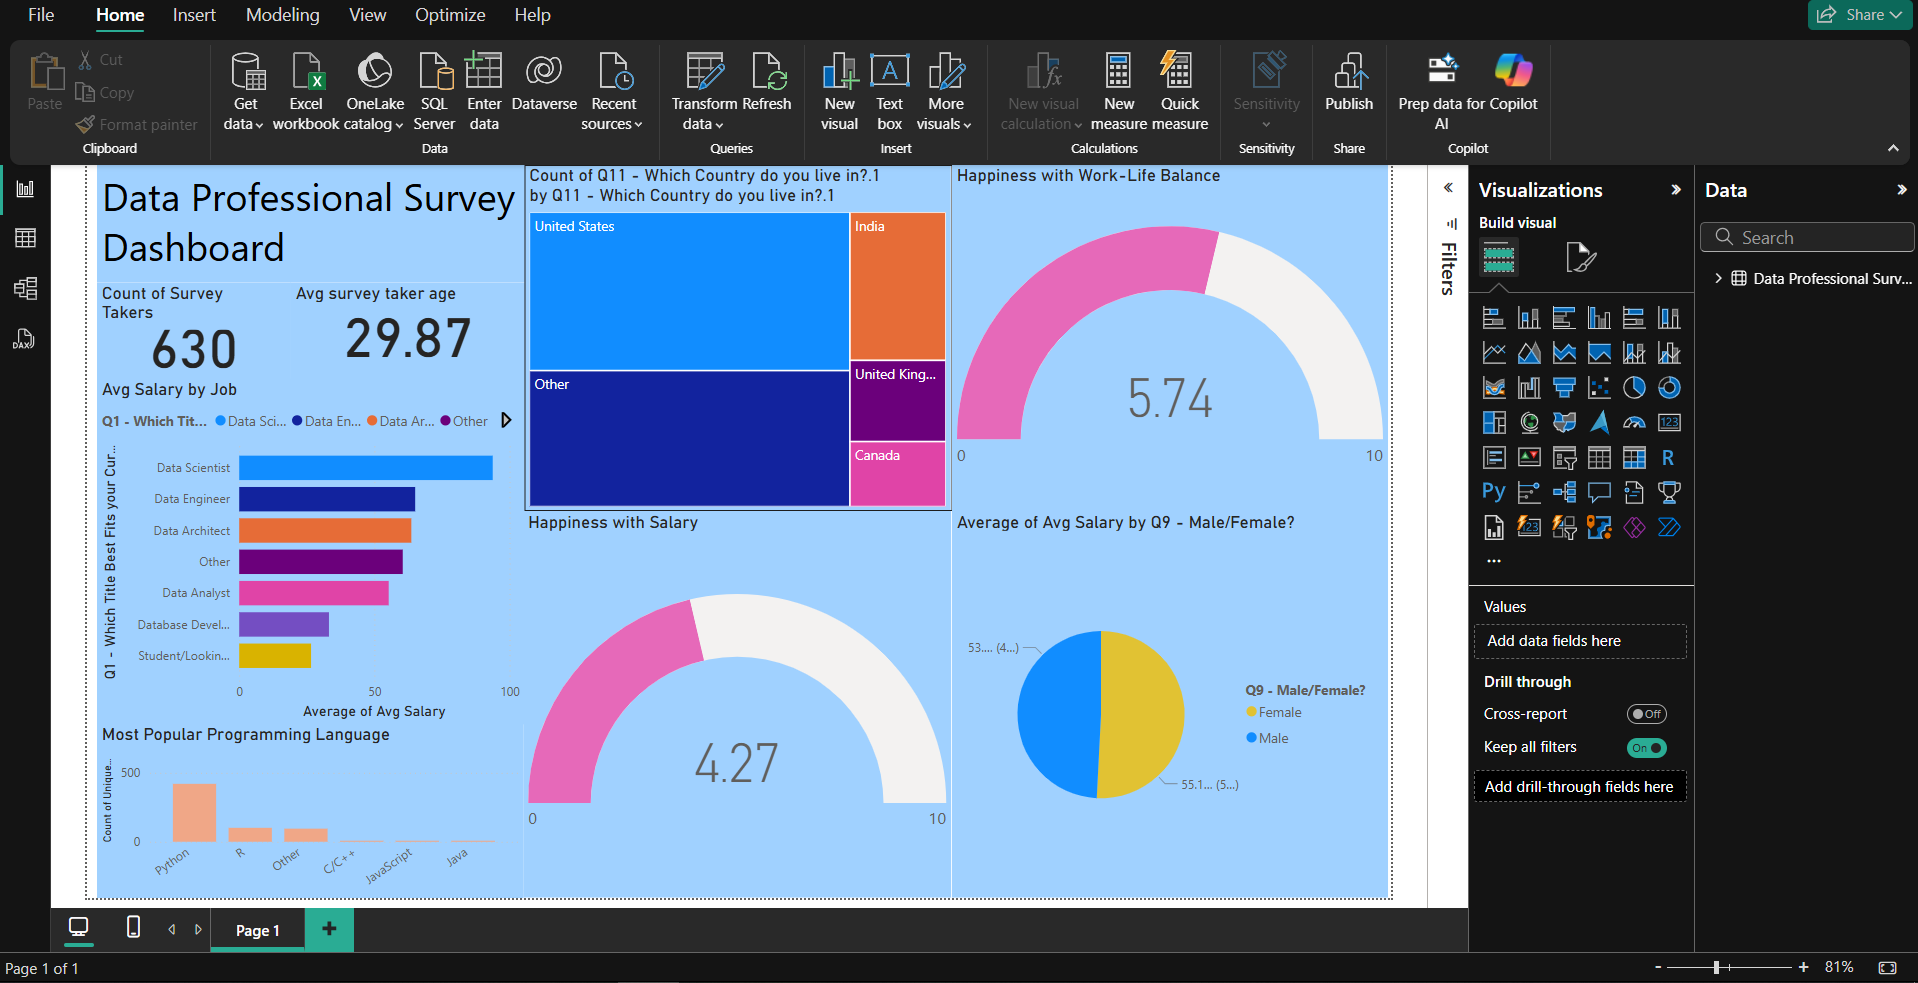 File
Home
Insert
Modeling
View
Optimize
Help
Share
Paste
Cut
Copy
Format painter
Clipboard
Get data
Excel workbook
OneLake catalog
SQL Server
Enter data
Dataverse
Recent sources
Data
Transform data
Refresh
Queries
New visual
Text box
More visuals
Insert
New visual calculation
New measure
Quick measure
Calculations
Sensitivity
Sensitivity
Publish
Share
Prep data for AI
Copilot
Copilot
Data Professional Survey
Dashboard
Count of Survey
Takers
630
Avg survey taker age
29.87
Avg Salary by Job
Q1 - Which Tit...
Data Sci...
Data En...
Data Ar...
Other
Q1 - Which Title Best Fits your Cur...
Data Scientist
Data Engineer
Data Architect
Other
Data Analyst
Database Devel...
Student/Lookin...
0
50
100
Average of Avg Salary
Most Popular Programming Language
Count of Unique...
500
0
Python
R
Other
C/C++
JavaScript
Java
Count of Q11 - Which Country do you live in?.1
by Q11 - Which Country do you live in?.1
United States
India
Other
United King...
Canada
Happiness with Salary
4.27
0
10
Happiness with Work-Life Balance
5.74
0
10
Average of Avg Salary by Q9 - Male/Female?
53.... (4...)
55.1... (5...)
Q9 - Male/Female?
Female
Male
Filters
Visualizations
Build visual
123
R
Py
123
Values
Add data fields here
Drill through
Cross-report
Off
Keep all filters
On
Add drill-through fields here
Data
Search
Data Professional Surv...
DAX
Page 1
Page 1 of 1
81%